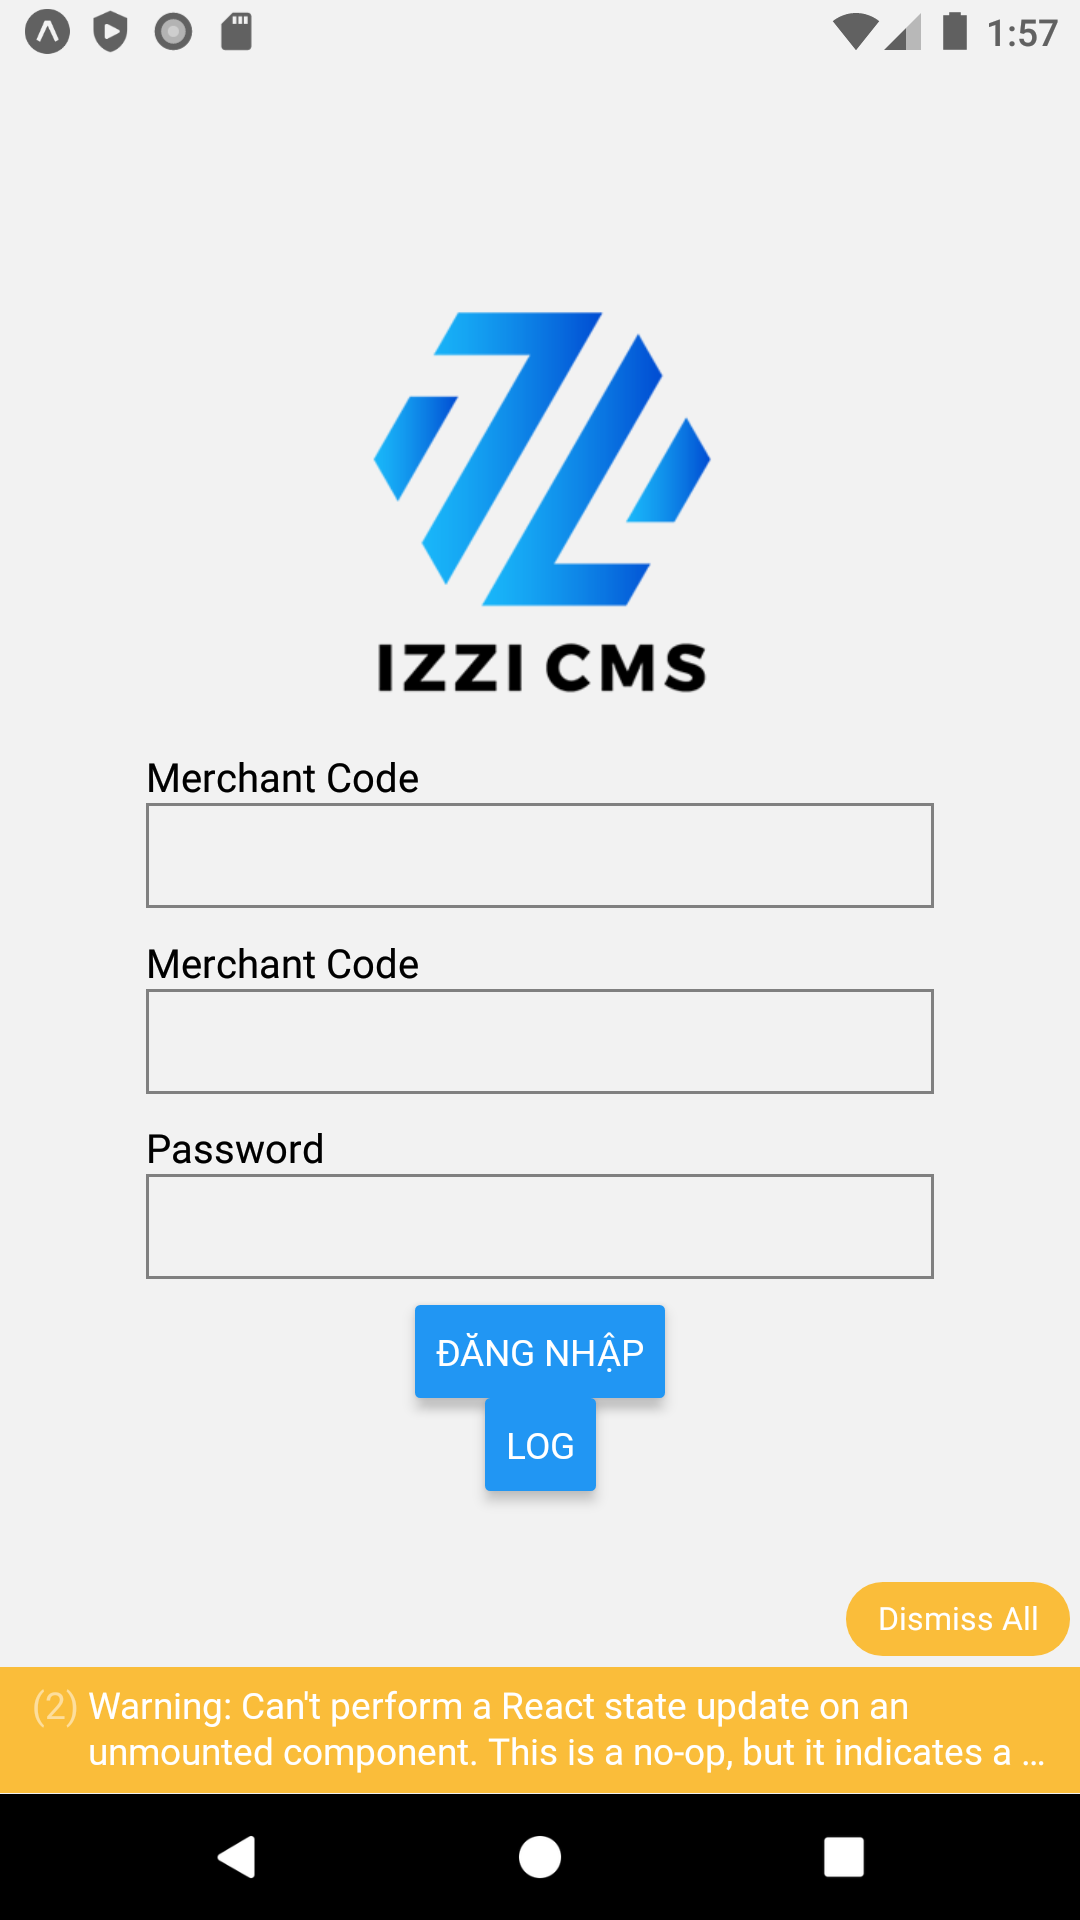 1:57
IZZI CMS
Merchant Code
Merchant Code
Password
ĐĂNG NHẬP
LOG
Dismiss All
(2) Warning: Can't perform a React state update on an
unmounted component. This is a no-op, but it indicates a ...